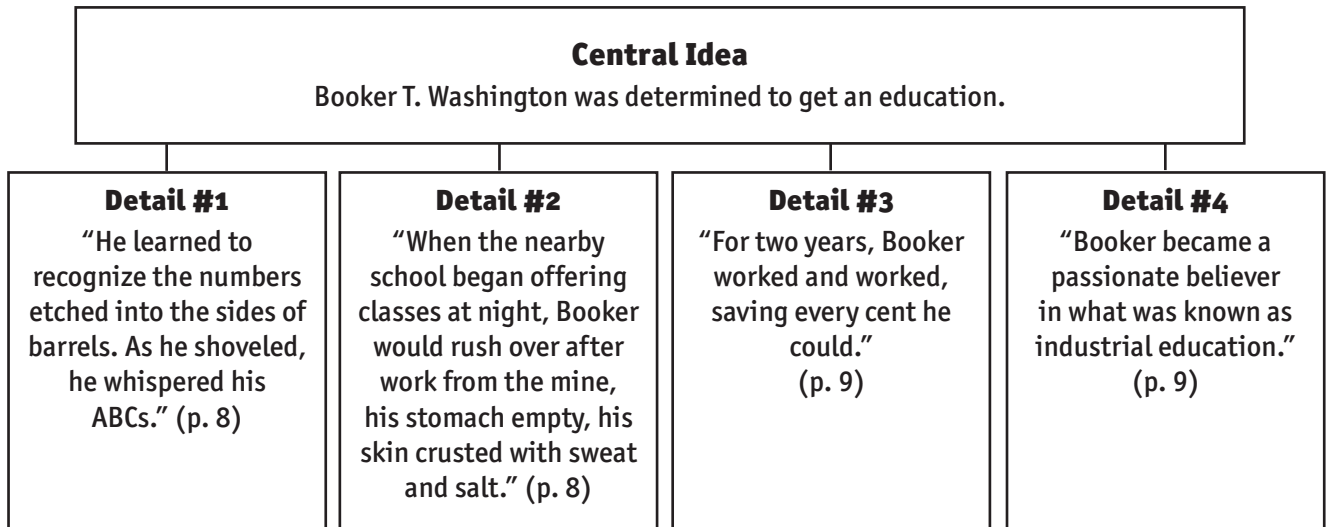 Central Idea
Booker T. Washington was determined to get an education.
Detail #1
“He learned to
recognize the numbers
etched into the sides of
barrels. As he shoveled,
he whispered his
ABCs.” (p. 8)
Detail #2
“When the nearby
school began offering
classes at night, Booker
would rush over after
work from the mine,
his stomach empty, his
skin crusted with sweat
and salt.” (p. 8)
Detail #3
“For two years, Booker
worked and worked,
saving every cent he
could.”
(p. 9)
Detail #4
“Booker became a
passionate believer
in what was known as
industrial education.”
(p. 9)